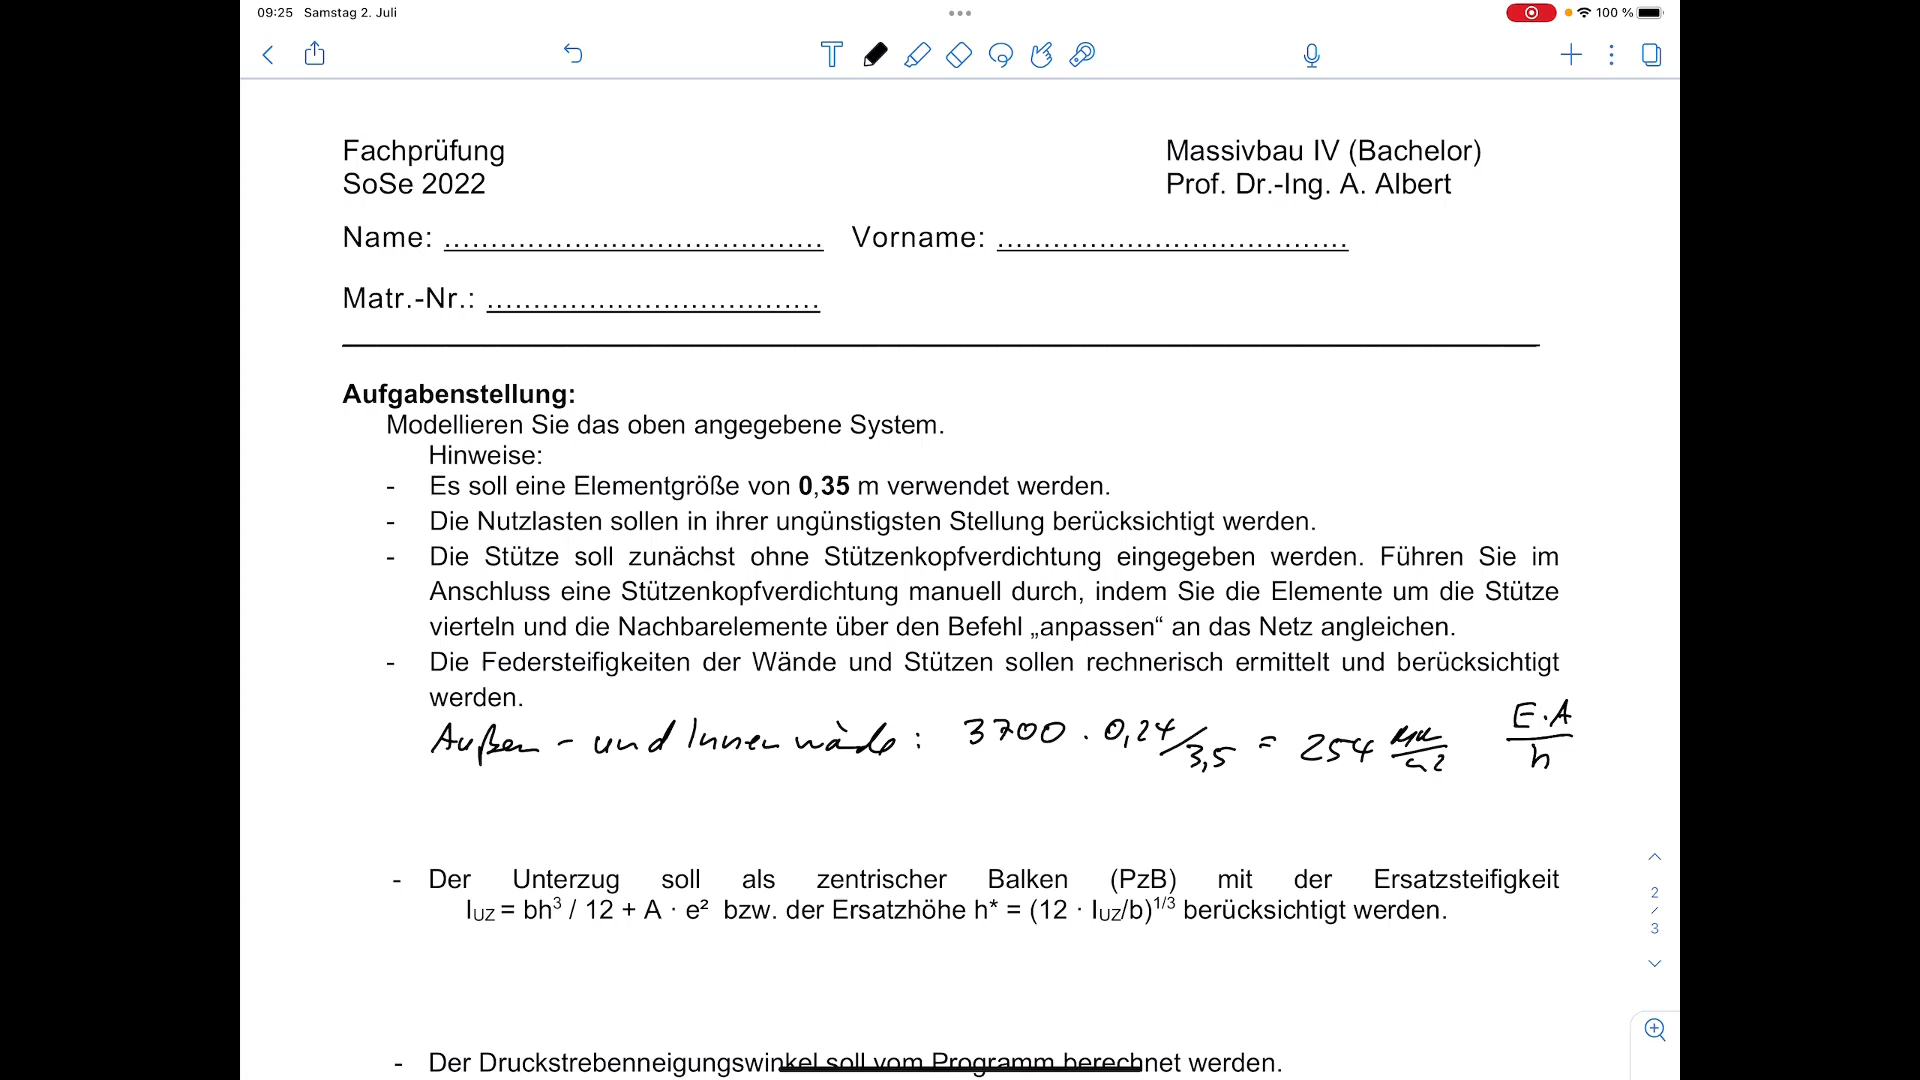 09:25 Samstag 2. Juli
100 %
Fachprüfung Massivbau IV (Bachelor)
SoSe 2022 Prof. Dr.-Ing. A. Albert
Name: ........................................ Vorname: .....................................
Matr.-Nr.: ...................................
Aufgabenstellung:
Modellieren Sie das oben angegebene System.
Hinweise:
- Es soll eine Elementgröße von 0,35 m verwendet werden.
- Die Nutzlasten sollen in ihrer ungünstigsten Stellung berücksichtigt werden.
- Die Stütze soll zunächst ohne Stützenkopfverdichtung eingegeben werden. Führen Sie im
Anschluss eine Stützenkopfverdichtung manuell durch, indem Sie die Elemente um die Stütze
vierteln und die Nachbarelemente über den Befehl „anpassen“ an das Netz angleichen.
- Die Federsteifigkeiten der Wände und Stützen sollen rechnerisch ermittelt und berücksichtigt
werden.
Außen - und Innenwände : 3700 · 0,24/3,5 = 254 MN/m2 E·A/h
- Der Unterzug soll als zentrischer Balken (PzB) mit der Ersatzsteifigkeit
IUZ = bh³ / 12 + A · e² bzw. der Ersatzhöhe h* = (12 · IUZ/b)1/3 berücksichtigt werden.
2
/
3
- Der Druckstrebenneigungswinkel soll vom Programm berechnet werden.